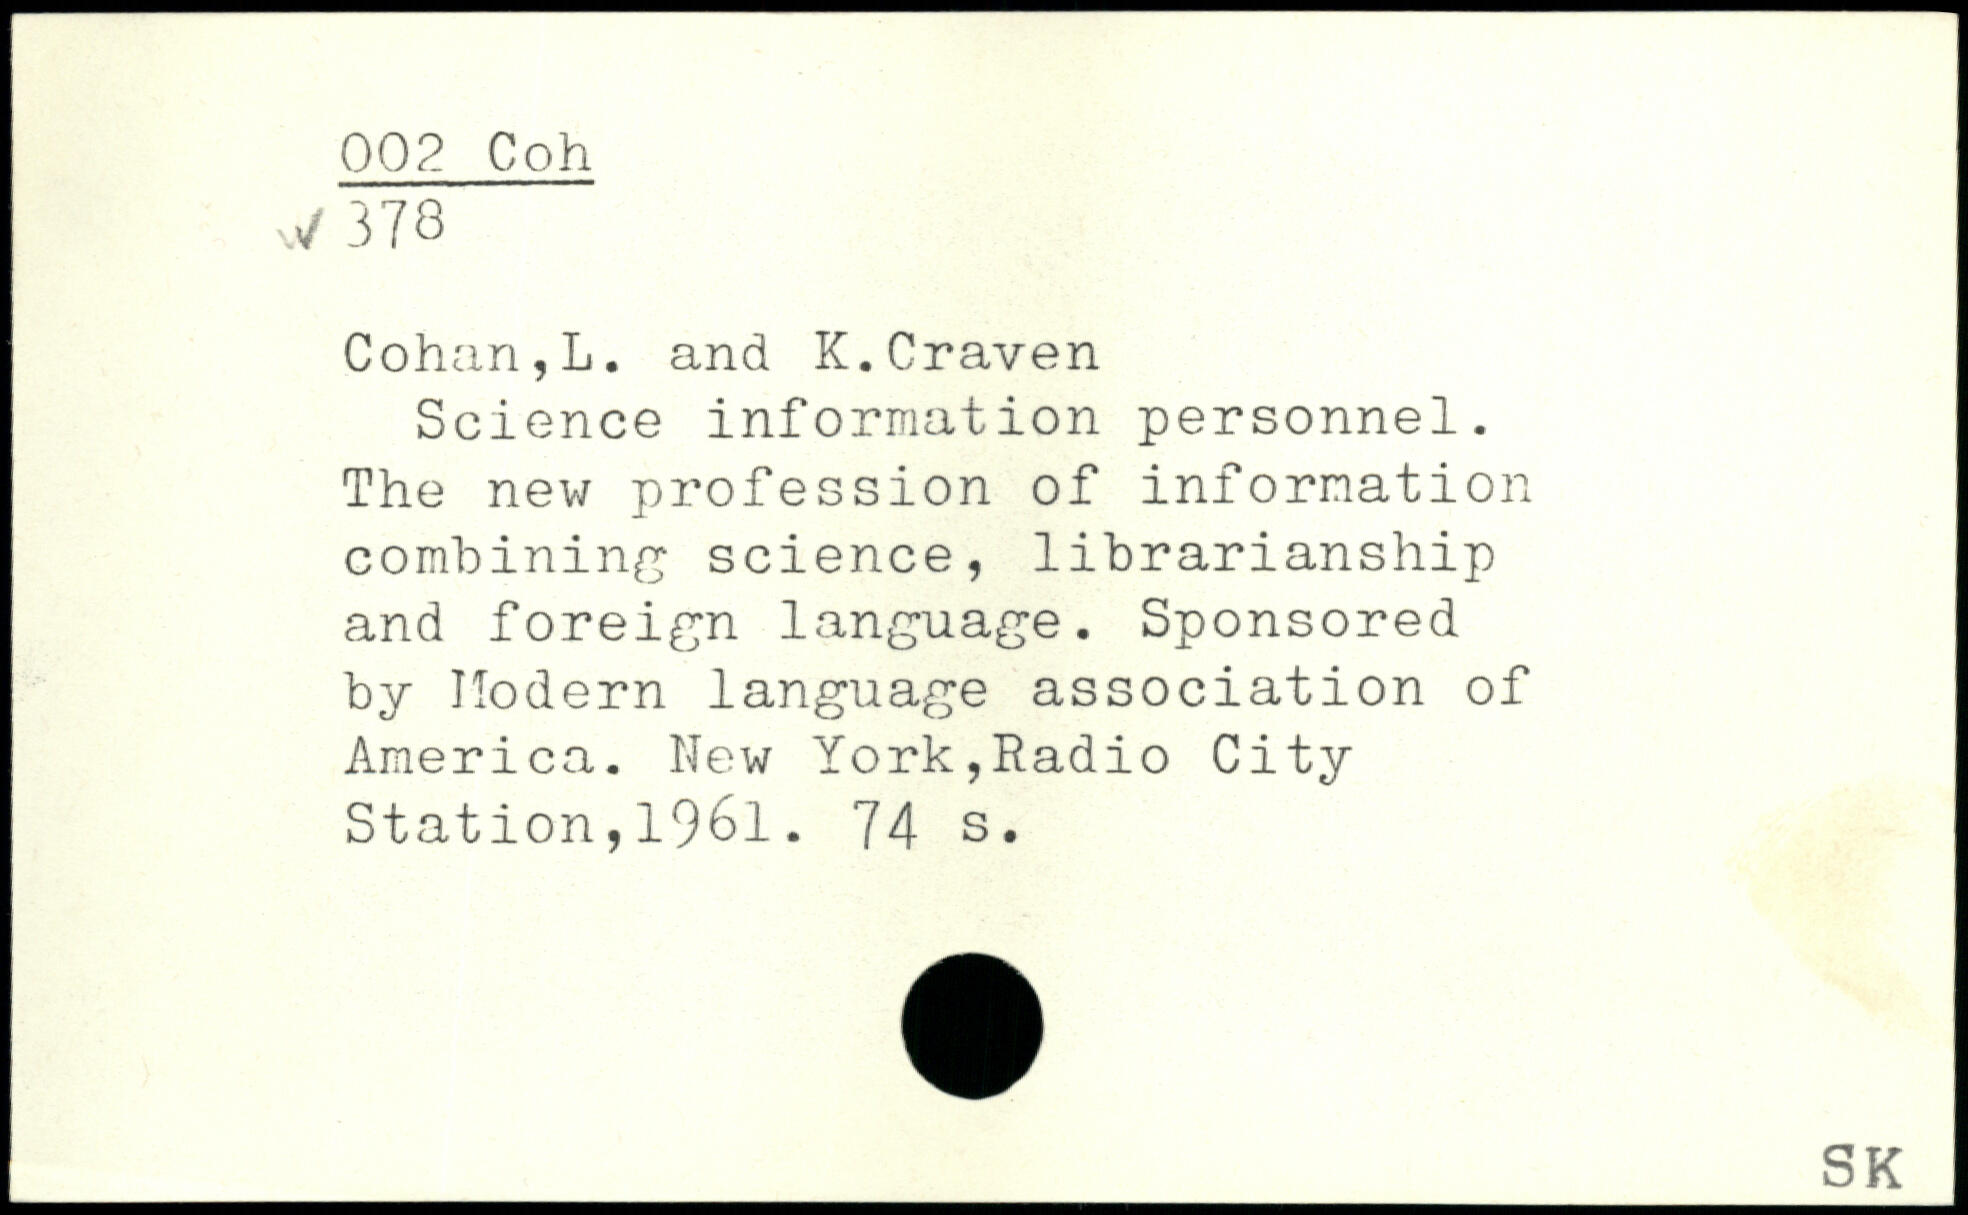 002 Coh
378
Cohan,L. and K.Craven
Science information personnel.
The new profession of information
combining science, librarianship
and foreign language. Sponsored
by Modern language association of
America. New York,Radio City
Station,1961. 74 s.
SK